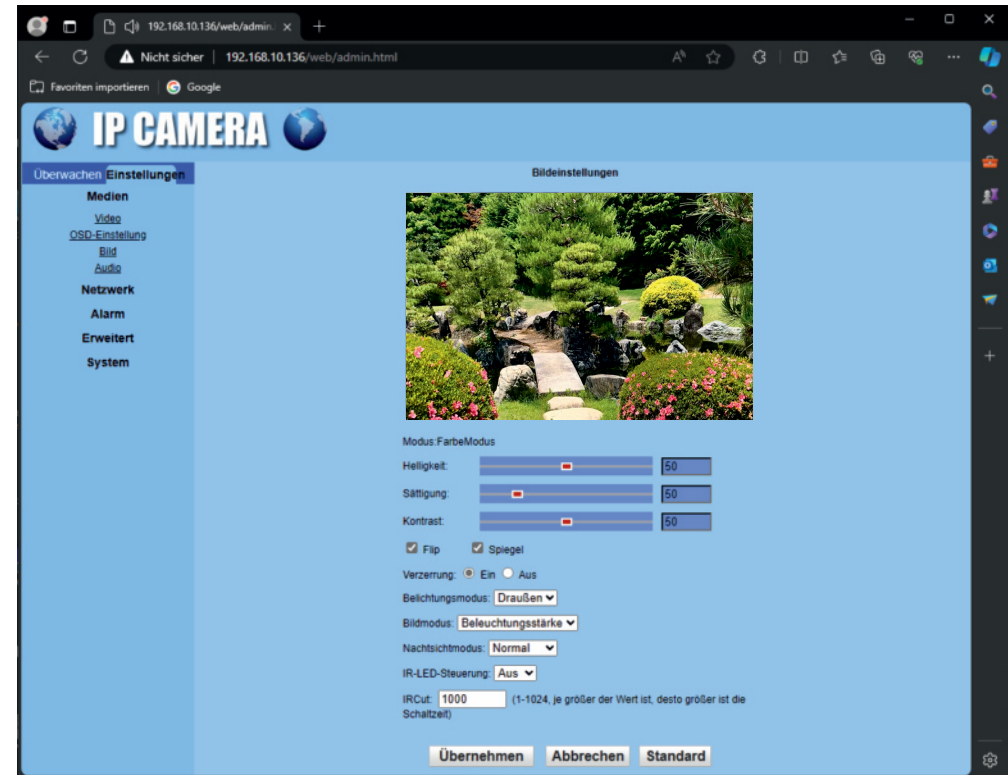 192.168.10.136/web/admin.
Nicht sicher 192.168.10.136/web/admin.html
Favoriten importieren Google
IP CAMERA
Überwachen Einstellungen
Medien
Video
OSD-Einstellung
Bild
Audio
Netzwerk
Alarm
Erweitert
System
Bildeinstellungen
Modus:FarbeModus
Helligkeit: 50
Sättigung: 50
Kontrast: 50
Flip Spiegel
Verzerrung: Ein Aus
Belichtungsmodus: Draußen
Bildmodus: Beleuchtungsstärke
Nachtsichtmodus: Normal
IR-LED-Steuerung: Aus
IRCut: 1000 (1-1024, je größer der Wert ist, desto größer ist die
Schaltzeit)
Übernehmen Abbrechen Standard